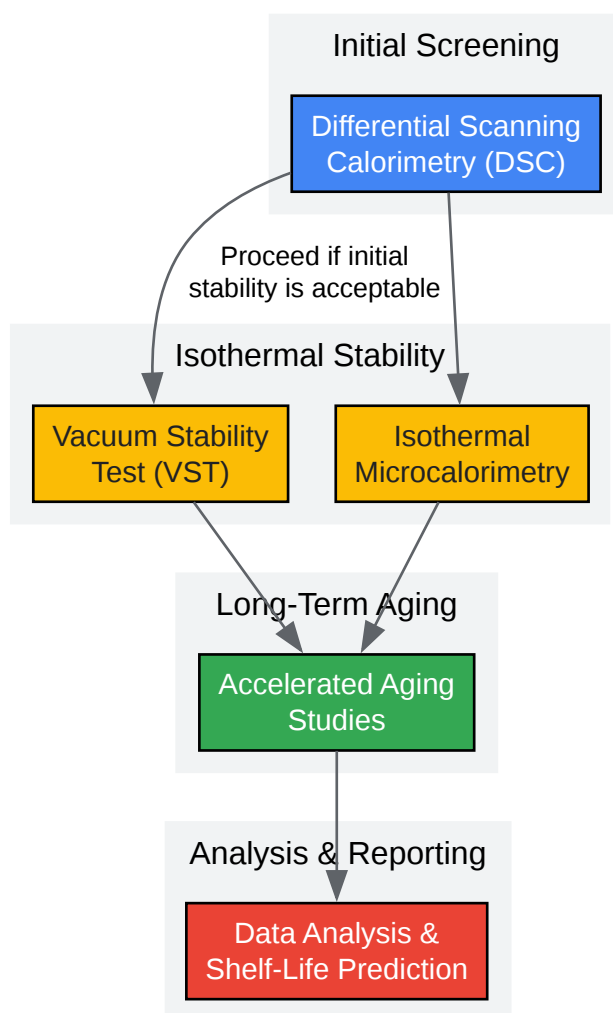 Initial Screening
Differential Scanning
Calorimetry (DSC)
Proceed if initial
stability is acceptable
Isothermal Stability
Vacuum Stability
Test (VST)
Isothermal
Microcalorimetry
Long-Term Aging
Accelerated Aging
Studies
Analysis & Reporting
Data Analysis &
Shelf-Life Prediction